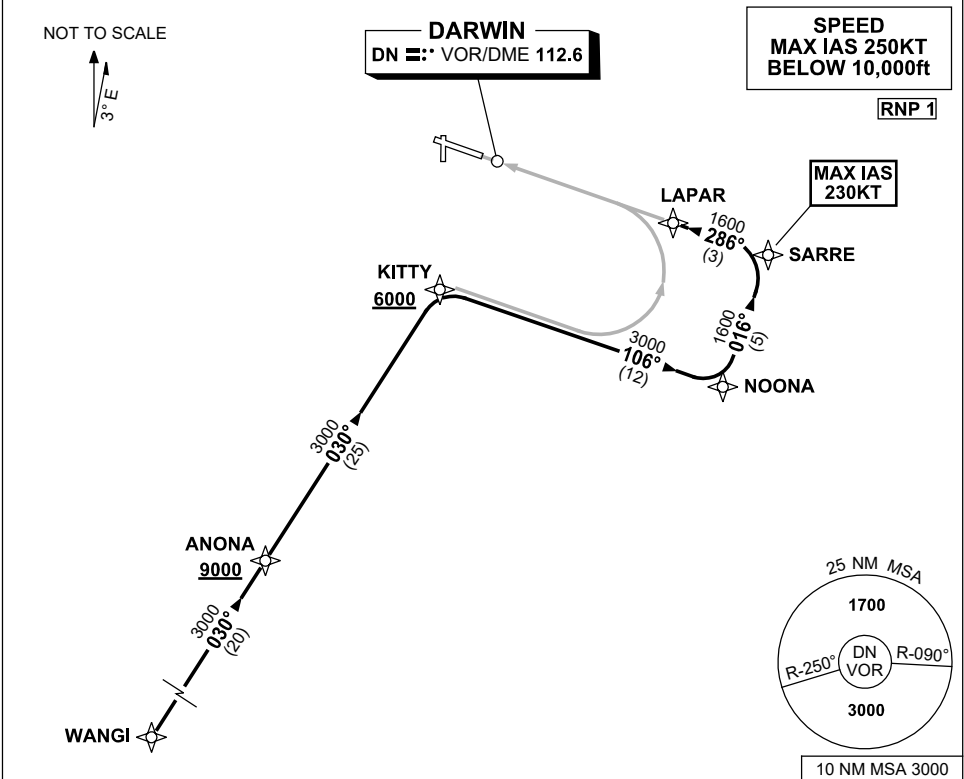 NOT TO SCALE
3° E
DARWIN
DN VOR/DME 112.6
SPEED
MAX IAS 250KT
BELOW 10,000ft
RNP 1
MAX IAS
230KT
LAPAR
1600
286°
(3)
SARRE
KITTY
6000
1600
016°
(5)
3000
106°
(12)
NOONA
3000
030°
(25)
ANONA
9000
3000
030°
(20)
WANGI
25 NM MSA
1700
DN
VOR
R-250°
R-090°
3000
10 NM MSA 3000